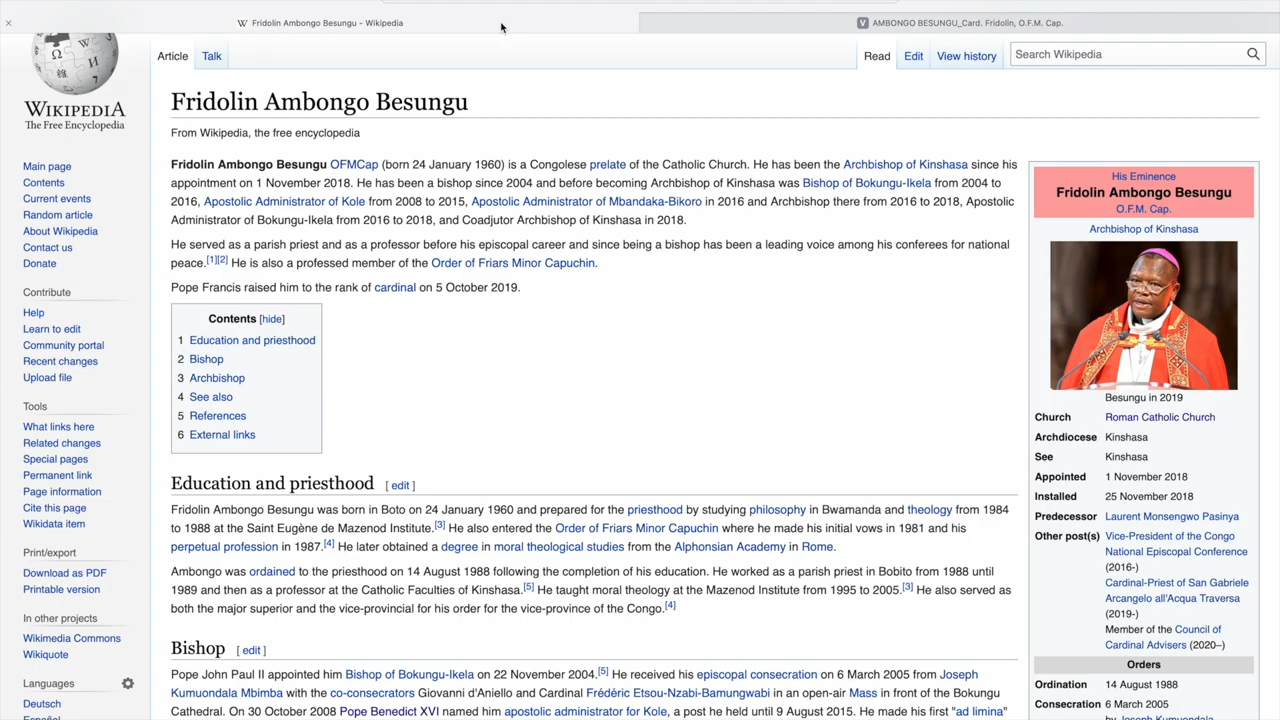 Fridolin Ambongo Besungu - Wikipedia
AMBONGO BESUNGU_Card. Fridolin, O.F.M. Cap.
WIKIPEDIA
The Free Encyclopedia
Main page
Contents
Current events
Random article
About Wikipedia
Contact us
Donate
Contribute
Help
Learn to edit
Community portal
Recent changes
Upload file
Tools
What links here
Related changes
Special pages
Permanent link
Page information
Cite this page
Wikidata item
Print/export
Download as PDF
Printable version
In other projects
Wikimedia Commons
Wikiquote
Languages
Deutsch
Español
Article Talk
Read Edit View history
Search Wikipedia
Fridolin Ambongo Besungu
From Wikipedia, the free encyclopedia
Fridolin Ambongo Besungu OFMCap (born 24 January 1960) is a Congolese prelate of the Catholic Church. He has been the Archbishop of Kinshasa since his
appointment on 1 November 2018. He has been a bishop since 2004 and before becoming Archbishop of Kinshasa was Bishop of Bokungu-Ikela from 2004 to
2016, Apostolic Administrator of Kole from 2008 to 2015, Apostolic Administrator of Mbandaka-Bikoro in 2016 and Archbishop there from 2016 to 2018, Apostolic
Administrator of Bokungu-Ikela from 2016 to 2018, and Coadjutor Archbishop of Kinshasa in 2018.
He served as a parish priest and as a professor before his episcopal career and since being a bishop has been a leading voice among his conferees for national
peace.[1][2] He is also a professed member of the Order of Friars Minor Capuchin.
Pope Francis raised him to the rank of cardinal on 5 October 2019.
Contents [hide]
1 Education and priesthood
2 Bishop
3 Archbishop
4 See also
5 References
6 External links
Education and priesthood [ edit ]
Fridolin Ambongo Besungu was born in Boto on 24 January 1960 and prepared for the priesthood by studying philosophy in Bwamanda and theology from 1984
to 1988 at the Saint Eugène de Mazenod Institute.[3] He also entered the Order of Friars Minor Capuchin where he made his initial vows in 1981 and his
perpetual profession in 1987.[4] He later obtained a degree in moral theological studies from the Alphonsian Academy in Rome.
Ambongo was ordained to the priesthood on 14 August 1988 following the completion of his education. He worked as a parish priest in Bobito from 1988 until
1989 and then as a professor at the Catholic Faculties of Kinshasa.[5] He taught moral theology at the Mazenod Institute from 1995 to 2005.[3] He also served as
both the major superior and the vice-provincial for his order for the vice-province of the Congo.[4]
Bishop [ edit ]
Pope John Paul II appointed him Bishop of Bokungu-Ikela on 22 November 2004.[5] He received his episcopal consecration on 6 March 2005 from Joseph
Kumuondala Mbimba with the co-consecrators Giovanni d'Aniello and Cardinal Frédéric Etsou-Nzabi-Bamungwabi in an open-air Mass in front of the Bokungu
Cathedral. On 30 October 2008 Pope Benedict XVI named him apostolic administrator for Kole, a post he held until 9 August 2015. He made his first "ad limina"
His Eminence
Fridolin Ambongo Besungu
O.F.M. Cap.
Archbishop of Kinshasa
Besungu in 2019
Church Roman Catholic Church
Archdiocese Kinshasa
See Kinshasa
Appointed 1 November 2018
Installed 25 November 2018
Predecessor Laurent Monsengwo Pasinya
Other post(s) Vice-President of the Congo
National Episcopal Conference
(2016-)
Cardinal-Priest of San Gabriele
Arcangelo all'Acqua Traversa
(2019-)
Member of the Council of
Cardinal Advisers (2020–)
Orders
Ordination 14 August 1988
Consecration 6 March 2005
by Joseph Kumuondala